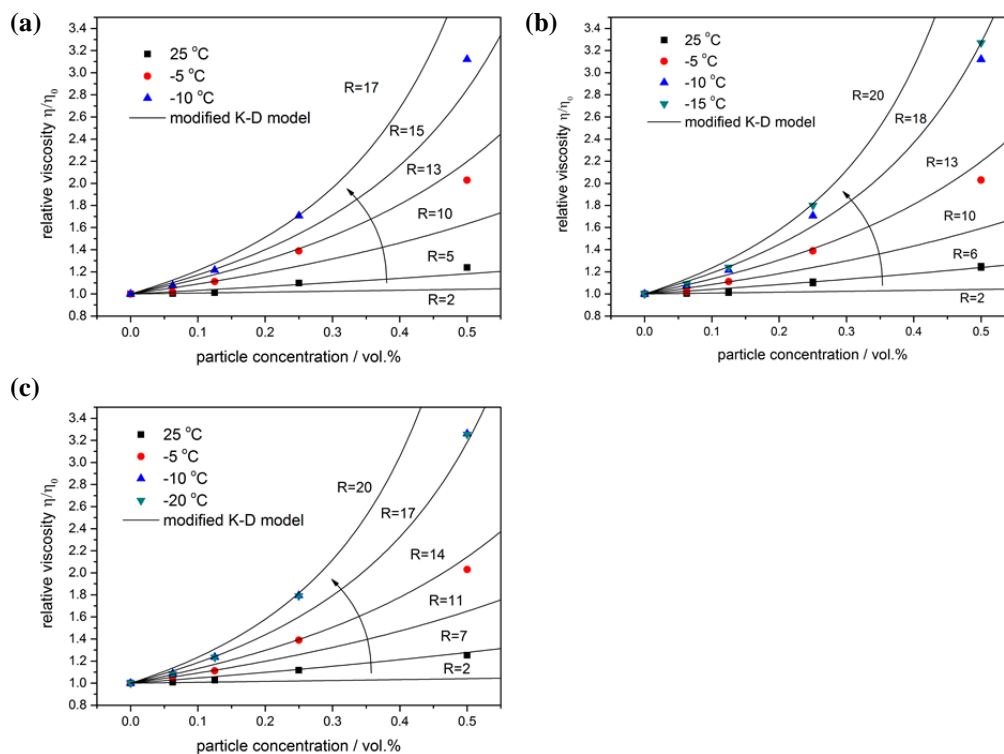 (a)
25 °C
-5 °C
-10 °C
modified K-D model
R=17
R=15
R=13
R=10
R=5
R=2
relative viscosity η/η₀
3.4
3.2
3.0
2.8
2.6
2.4
2.2
2.0
1.8
1.6
1.4
1.2
1.0
0.8
0.0 0.1 0.2 0.3 0.4 0.5
particle concentration / vol.%
(b)
25 °C
-5 °C
-10 °C
-15 °C
modified K-D model
R=20
R=18
R=13
R=10
R=6
R=2
relative viscosity η/η₀
3.4
3.2
3.0
2.8
2.6
2.4
2.2
2.0
1.8
1.6
1.4
1.2
1.0
0.8
0.0 0.1 0.2 0.3 0.4 0.5
particle concentration / vol.%
(c)
25 °C
-5 °C
-10 °C
-20 °C
modified K-D model
R=20
R=17
R=14
R=11
R=7
R=2
relative viscosity η/η₀
3.4
3.2
3.0
2.8
2.6
2.4
2.2
2.0
1.8
1.6
1.4
1.2
1.0
0.8
0.0 0.1 0.2 0.3 0.4 0.5
particle concentration / vol.%